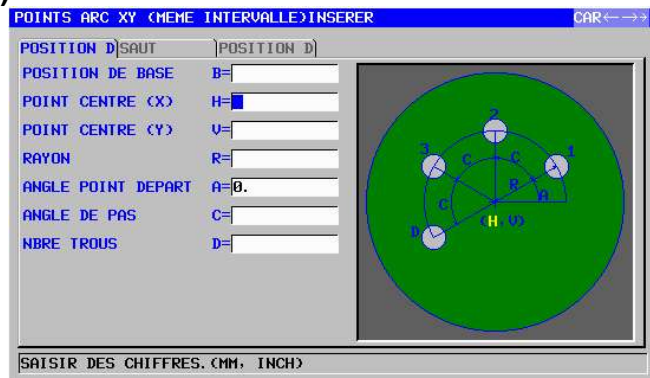 )
POINTS ARC XY (MEME INTERVALLE)INSERER CAR←--→
POSITION D SAUT POSITION D
POSITION DE BASE B=
POINT CENTRE (X) H=
POINT CENTRE (Y) V=
RAYON R=
ANGLE POINT DEPART A=0.
ANGLE DE PAS C=
NBRE TROUS D=
2
3 C C 1
R
C A
D (H V)
SAISIR DES CHIFFRES.(MM, INCH)